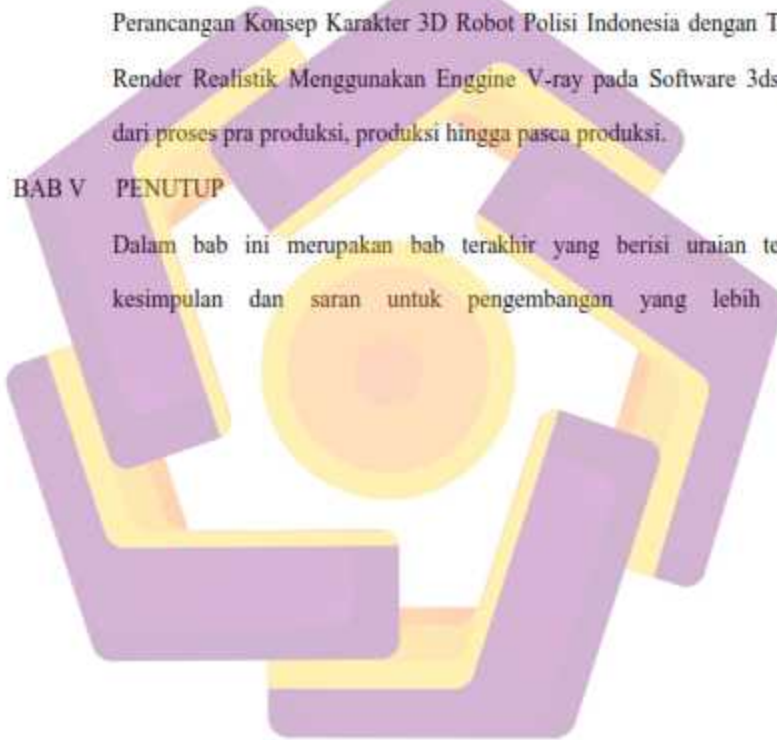 Perancangan Konsep Karakter 3D Robot Polisi Indonesia dengan
Render Realistik Menggunakan Enggine V-ray pada Software 3ds
dari proses pra produksi, produksi hingga pasca produksi.
BAB V PENUTUP
Dalam bab ini merupakan bab terakhir yang berisi uraian
kesimpulan dan saran untuk pengembangan yang lebih